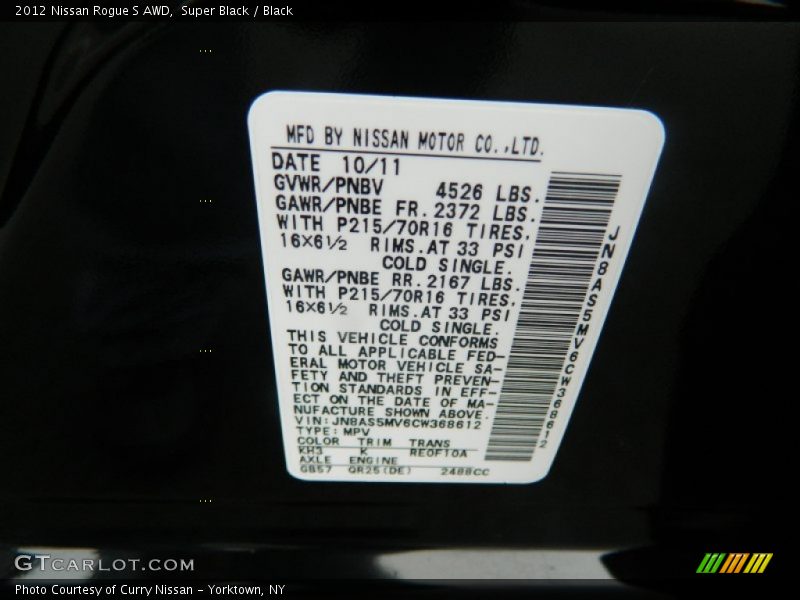 2012 Nissan Rogue S AWD, Super Black / Black
MFD BY NISSAN MOTOR CO.,LTD.
DATE 10/11
GVWR/PNBV 4526 LBS.
GAWR/PNBE FR. 2372 LBS.
WITH P215/70R16 TIRES,
16X6½ RIMS.AT 33 PSI
COLD SINGLE.
GAWR/PNBE RR. 2167 LBS.
WITH P215/70R16 TIRES,
16X6½ RIMS.AT 33 PSI
COLD SINGLE.
THIS VEHICLE CONFORMS
TO ALL APPLICABLE FED-
ERAL MOTOR VEHICLE SA-
FETY AND THEFT PREVEN-
TION STANDARDS IN EFF-
ECT ON THE DATE OF MA-
NUFACTURE SHOWN ABOVE.
VIN:JN8AS5MV6CW368612
TYPE:MPV
COLOR TRIM TRANS
KH3 K RE0F10A
AXLE ENGINE
GB57 QR25(DE) 2488CC
JN8AS5MV6CW368612
GTCARLOT.COM
Photo Courtesy of Curry Nissan - Yorktown, NY